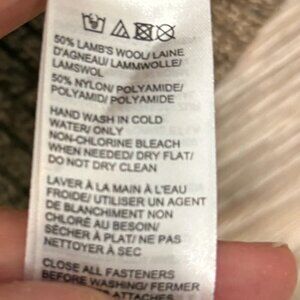 50% LAMB'S WOOL/ LAINE
D'AGNEAU/ LAMMWOLLE/
LAMSWOL
50% NYLON/ POLYAMIDE/
POLYAMID/ POLYAMIDE
HAND WASH IN COLD
WATER/ ONLY
NON-CHLORINE BLEACH
WHEN NEEDED/ DRY FLAT/
DO NOT DRY CLEAN
LAVER À LA MAIN À L'EAU
FROIDE/ UTILISER UN AGENT
DE BLANCHIMENT NON
CHLORÉ AU BESOIN/
SÉCHER À PLAT/ NE PAS
NETTOYER À SEC
CLOSE ALL FASTENERS
BEFORE WASHING/ FERMER
ATTACHES